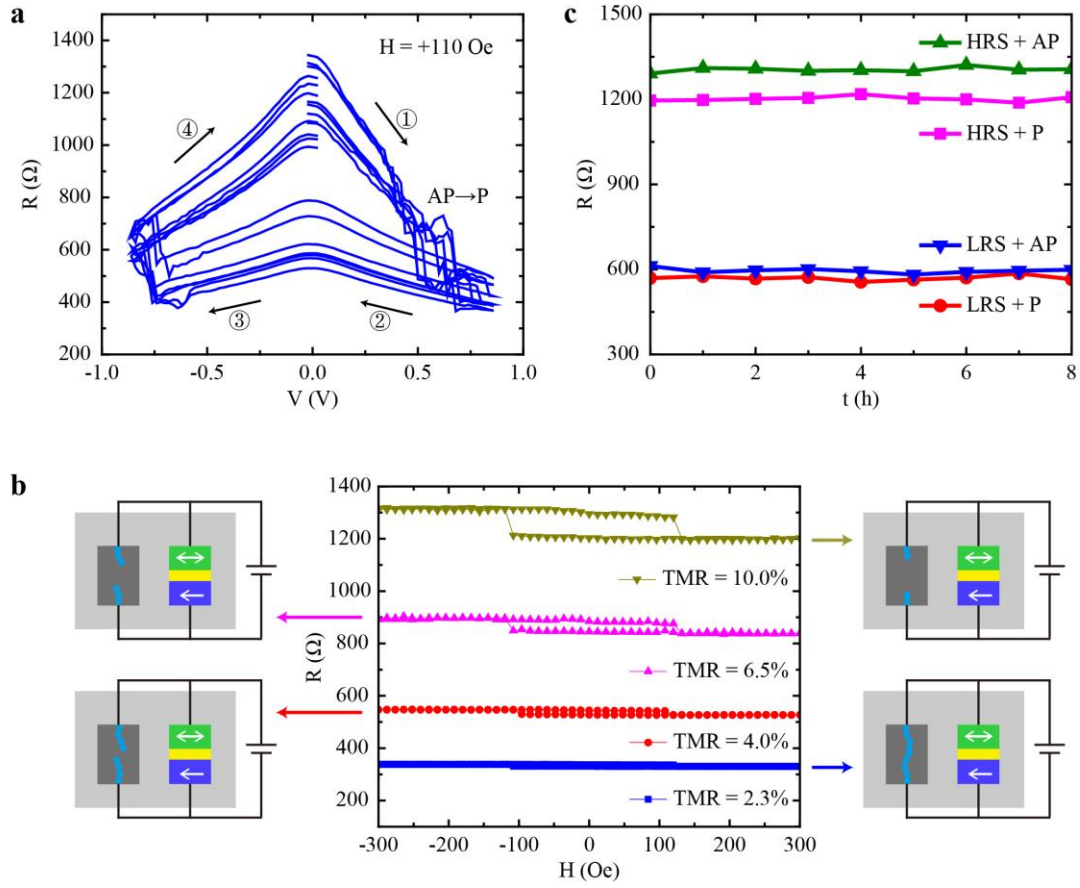 a
H = +110 Oe
①
②
③
④
AP→P
R (Ω)
1400
1200
1000
800
600
400
200
-1.0
-0.5
0.0
0.5
1.0
V (V)
c
HRS + AP
HRS + P
LRS + AP
LRS + P
R (Ω)
1500
1200
900
600
300
0
2
4
6
8
t (h)
b
R (Ω)
1400
1200
1000
800
600
400
200
TMR = 10.0%
TMR = 6.5%
TMR = 4.0%
TMR = 2.3%
-300
-200
-100
0
100
200
300
H (Oe)